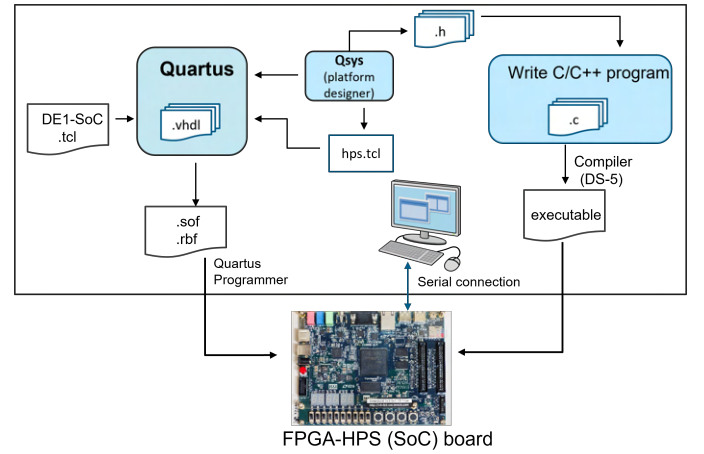 .h
Quartus
Qsys
(platform
designer)
Write C/C++ program
DE1-SoC
.tcl
.vhdl
.c
hps.tcl
Compiler
(DS-5)
.sof
.rbf
executable
Quartus
Programmer
Serial connection
FPGA-HPS (SoC) board